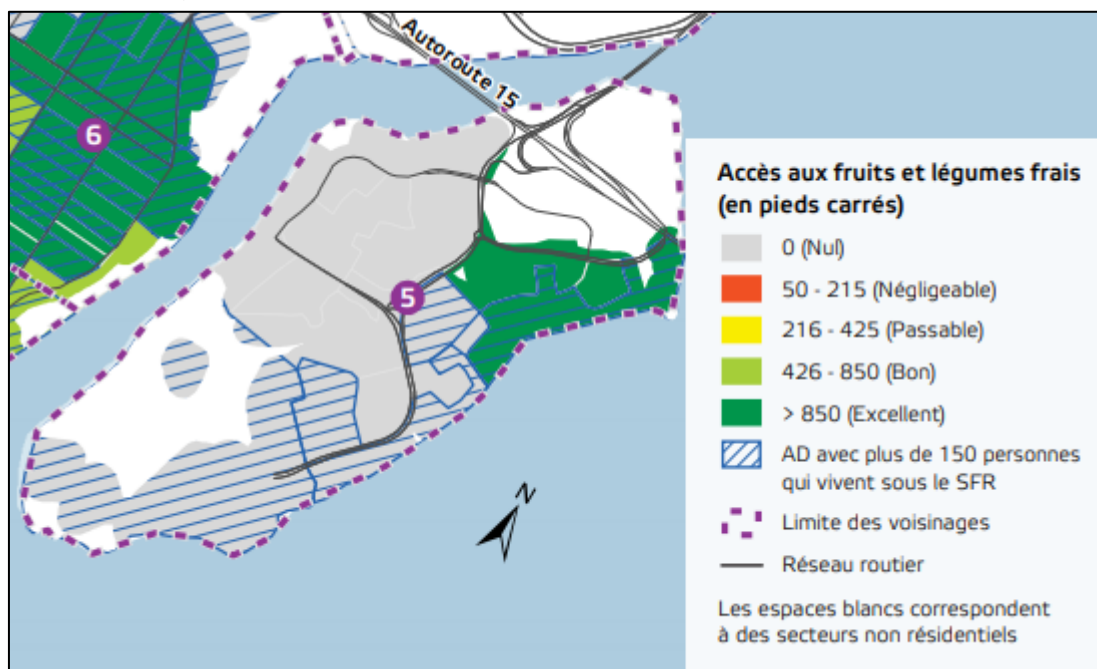 Autoroute 15
6
5
N
Accès aux fruits et légumes frais
(en pieds carrés)
0 (Nul)
50 - 215 (Négligeable)
216 - 425 (Passable)
426 - 850 (Bon)
> 850 (Excellent)
AD avec plus de 150 personnes
qui vivent sous le SFR
Limite des voisinages
Réseau routier
Les espaces blancs correspondent
à des secteurs non résidentiels